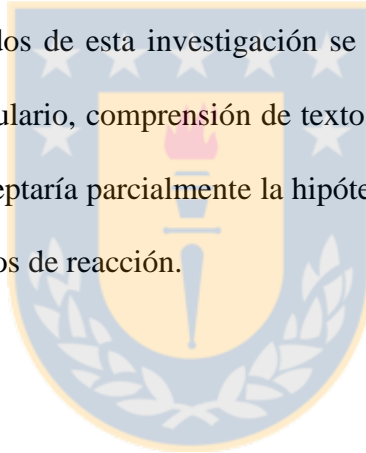 dos de esta investigación se
ulario, comprensión de texto
eptaría parcialmente la hipóte
os de reacción.